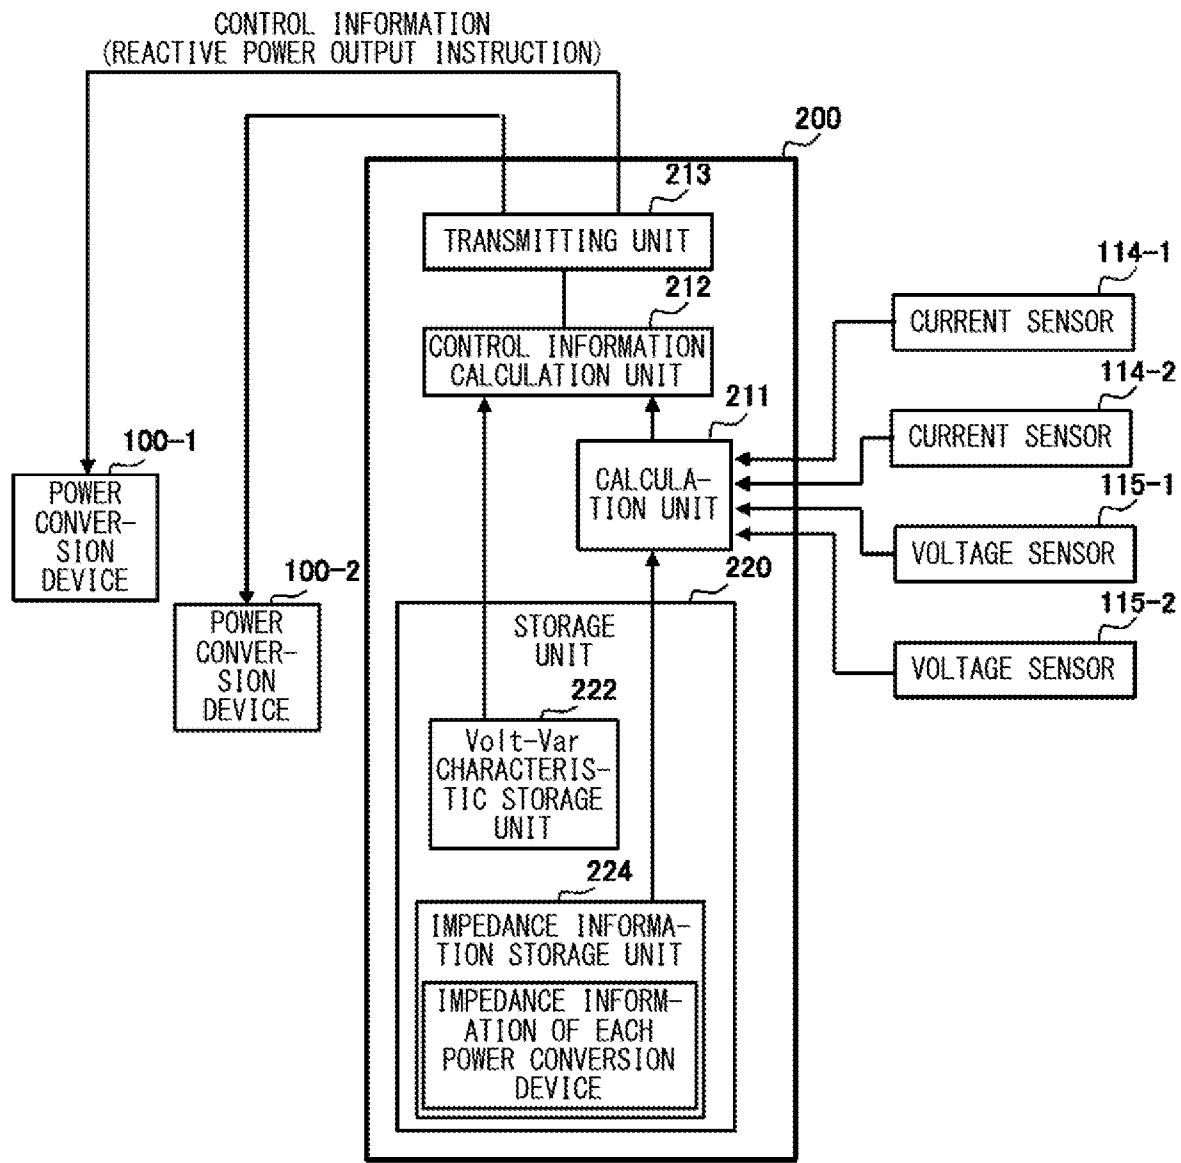 CONTROL INFORMATION
(REACTIVE POWER OUTPUT INSTRUCTION)
200
213
TRANSMITTING UNIT
212
CONTROL INFORMATION
CALCULATION UNIT
211
CALCULA-
TION UNIT
114-1
CURRENT SENSOR
114-2
CURRENT SENSOR
115-1
VOLTAGE SENSOR
115-2
VOLTAGE SENSOR
100-1
POWER
CONVER-
SION
DEVICE
100-2
POWER
CONVER-
SION
DEVICE
220
STORAGE
UNIT
222
Volt-Var
CHARACTERIS-
TIC STORAGE
UNIT
224
IMPEDANCE INFORMA-
TION STORAGE UNIT
IMPEDANCE INFORM-
ATION OF EACH
POWER CONVERSION
DEVICE